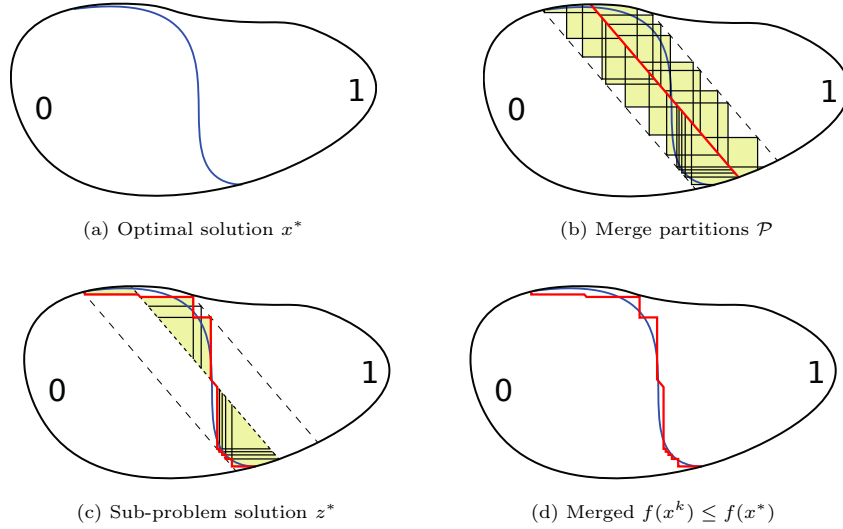 0
1
0
1
(a) Optimal solution x*
(b) Merge partitions 𝒫
0
1
0
1
(c) Sub-problem solution z*
(d) Merged f(x^k) ≤ f(x*)